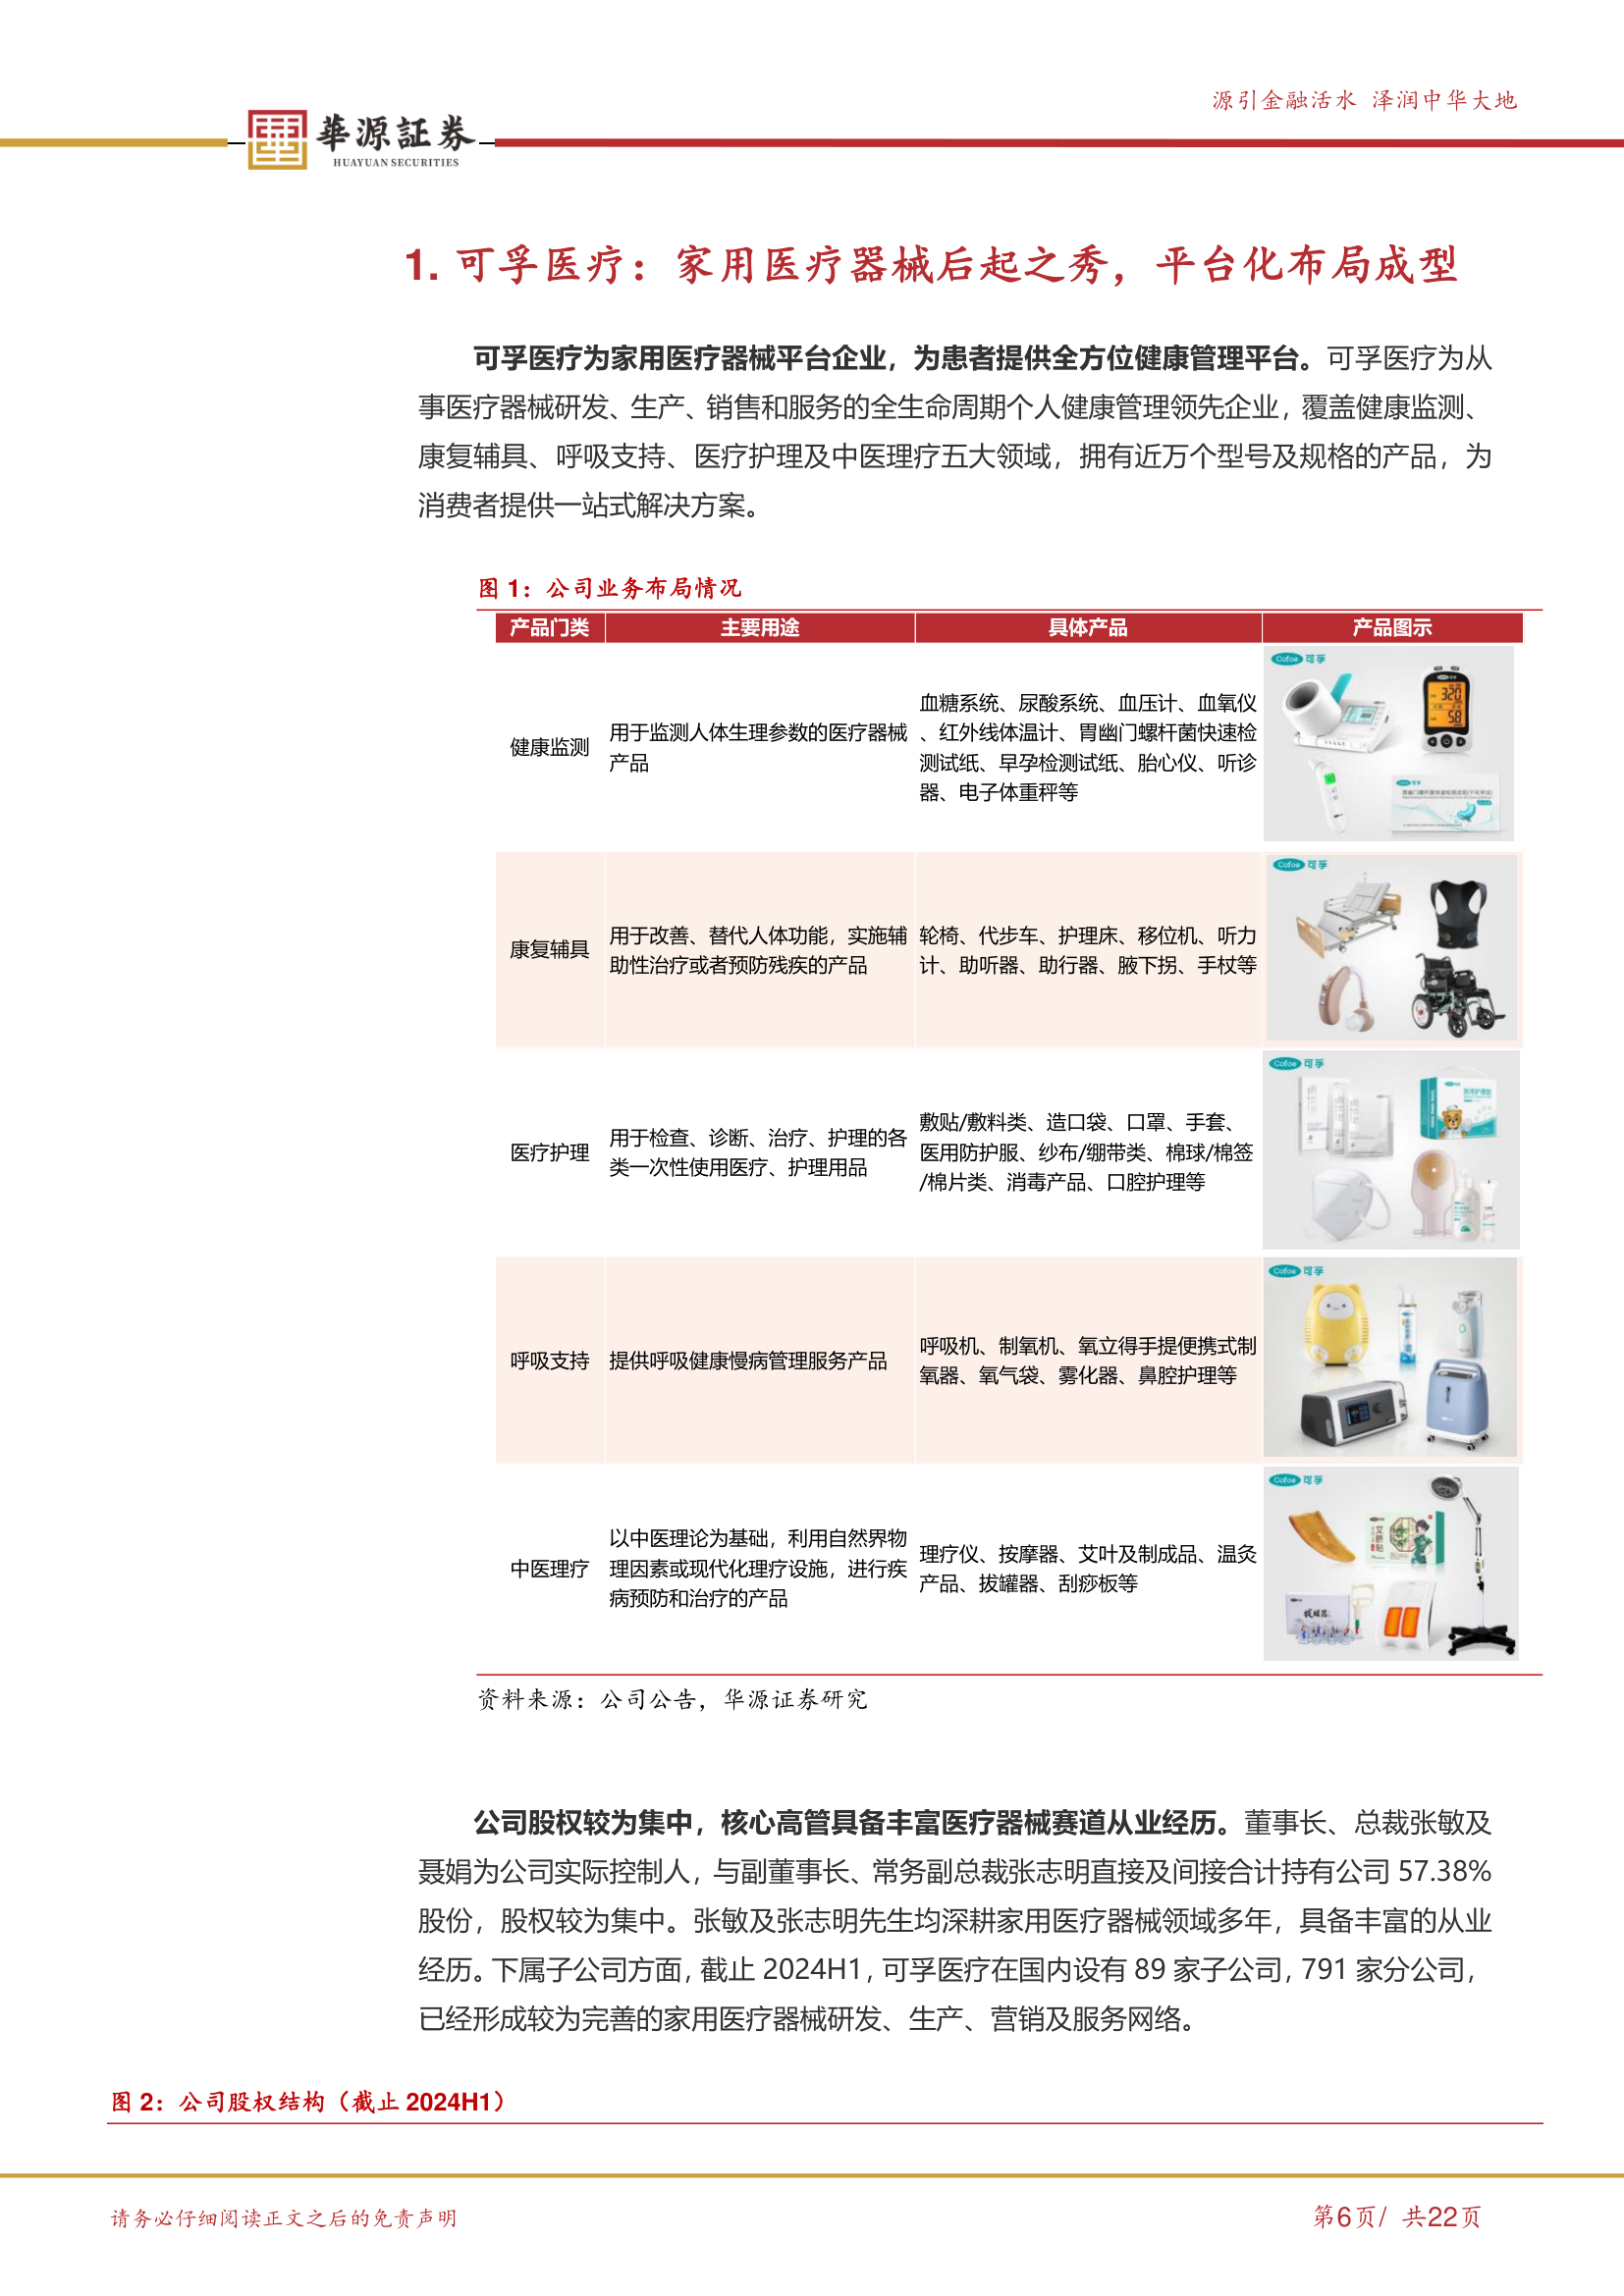 源引金融活水 泽润中华大地
華源証券
HUAYUAN SECURITIES
1. 可孚医疗：家用医疗器械后起之秀，平台化布局成型
可孚医疗为家用医疗器械平台企业，为患者提供全方位健康管理平台。可孚医疗为从
事医疗器械研发、生产、销售和服务的全生命周期个人健康管理领先企业，覆盖健康监测、
康复辅具、呼吸支持、医疗护理及中医理疗五大领域，拥有近万个型号及规格的产品，为
消费者提供一站式解决方案。
图 1：公司业务布局情况
产品门类 主要用途 具体产品 产品图示
健康监测
用于监测人体生理参数的医疗器械
产品
血糖系统、尿酸系统、血压计、血氧仪
、红外线体温计、胃幽门螺杆菌快速检
测试纸、早孕检测试纸、胎心仪、听诊
器、电子体重秤等
Cofoe 可孚
320
5.8
康复辅具
用于改善、替代人体功能，实施辅
助性治疗或者预防残疾的产品
轮椅、代步车、护理床、移位机、听力
计、助听器、助行器、腋下拐、手杖等
Cofoe 可孚
医疗护理
用于检查、诊断、治疗、护理的各
类一次性使用医疗、护理用品
敷贴/敷料类、造口袋、口罩、手套、
医用防护服、纱布/绷带类、棉球/棉签
/棉片类、消毒产品、口腔护理等
Cofoe 可孚
呼吸支持
提供呼吸健康慢病管理服务产品
呼吸机、制氧机、氧立得手提便携式制
氧器、氧气袋、雾化器、鼻腔护理等
Cofoe 可孚
中医理疗
以中医理论为基础，利用自然界物
理因素或现代化理疗设施，进行疾
病预防和治疗的产品
理疗仪、按摩器、艾叶及制成品、温灸
产品、拔罐器、刮痧板等
Cofoe 可孚
资料来源：公司公告，华源证券研究
公司股权较为集中，核心高管具备丰富医疗器械赛道从业经历。董事长、总裁张敏及
聂娟为公司实际控制人，与副董事长、常务副总裁张志明直接及间接合计持有公司 57.38%
股份，股权较为集中。张敏及张志明先生均深耕家用医疗器械领域多年，具备丰富的从业
经历。下属子公司方面，截止 2024H1，可孚医疗在国内设有 89 家子公司，791 家分公司，
已经形成较为完善的家用医疗器械研发、生产、营销及服务网络。
图 2：公司股权结构（截止 2024H1）
请务必仔细阅读正文之后的免责声明
第6页/ 共22页